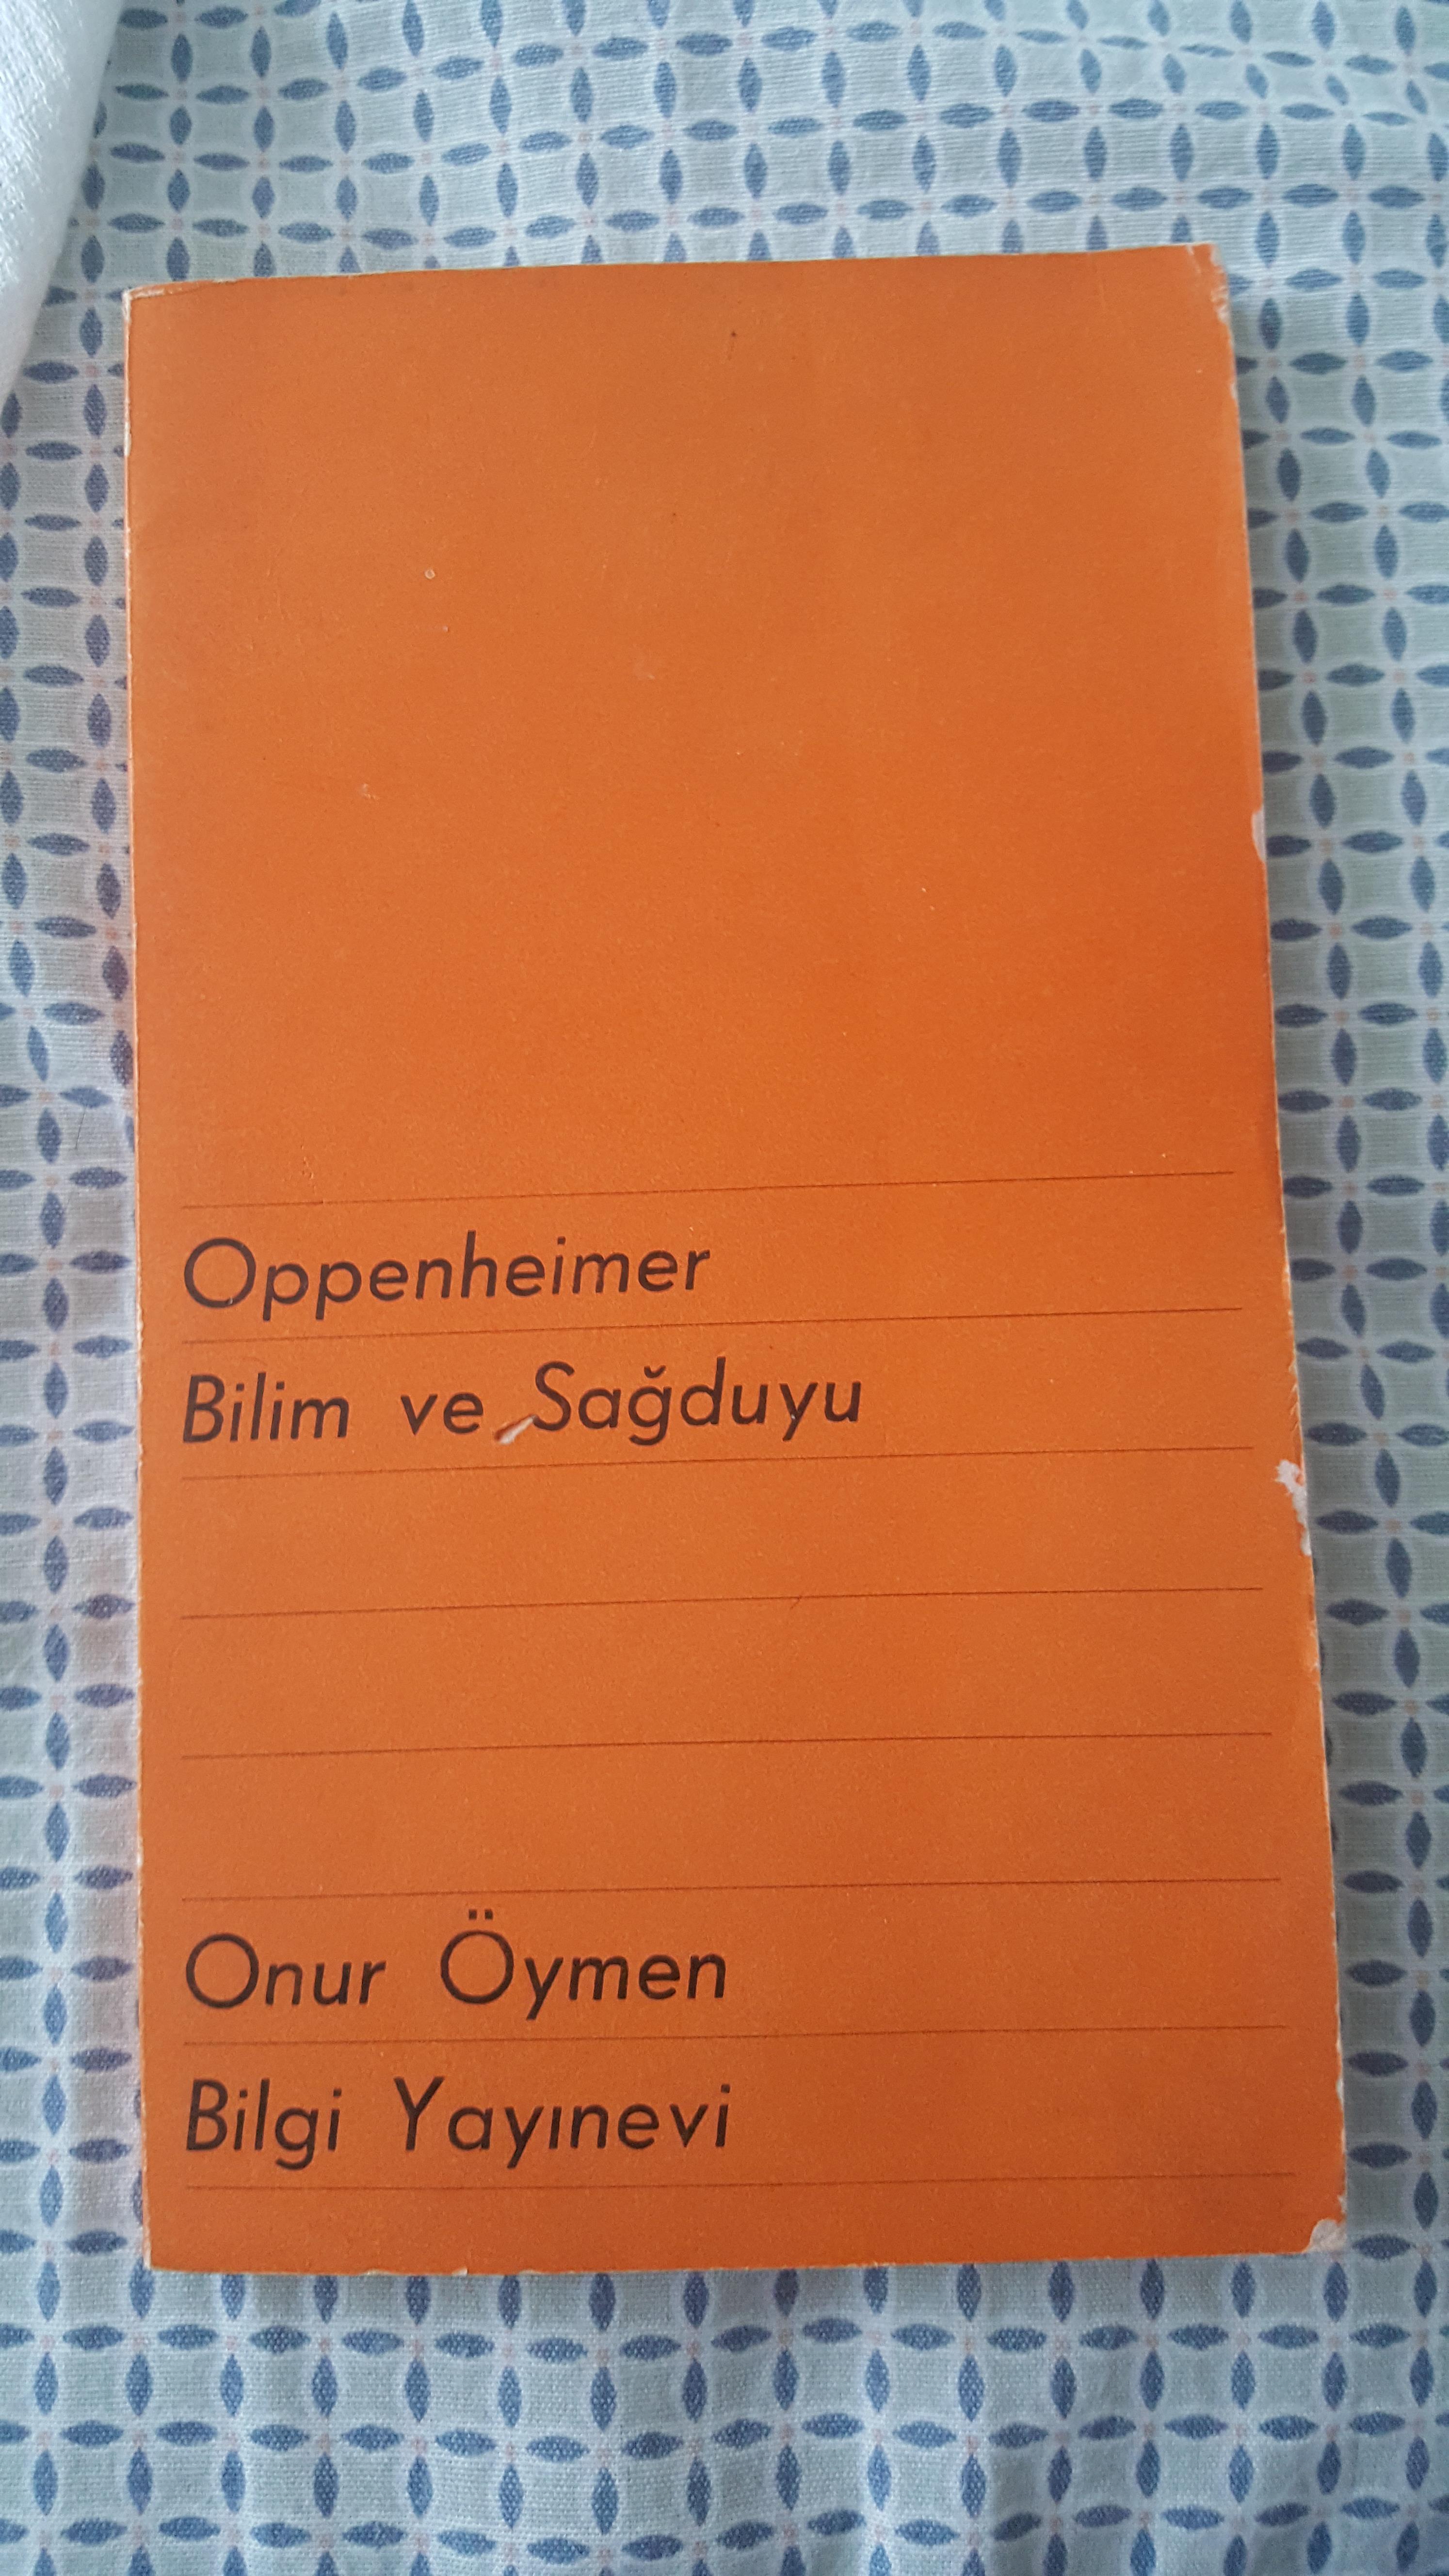 Oppenheimer
Bilim ve Sağduyu
Onur Öymen
Bilgi Yayınevi